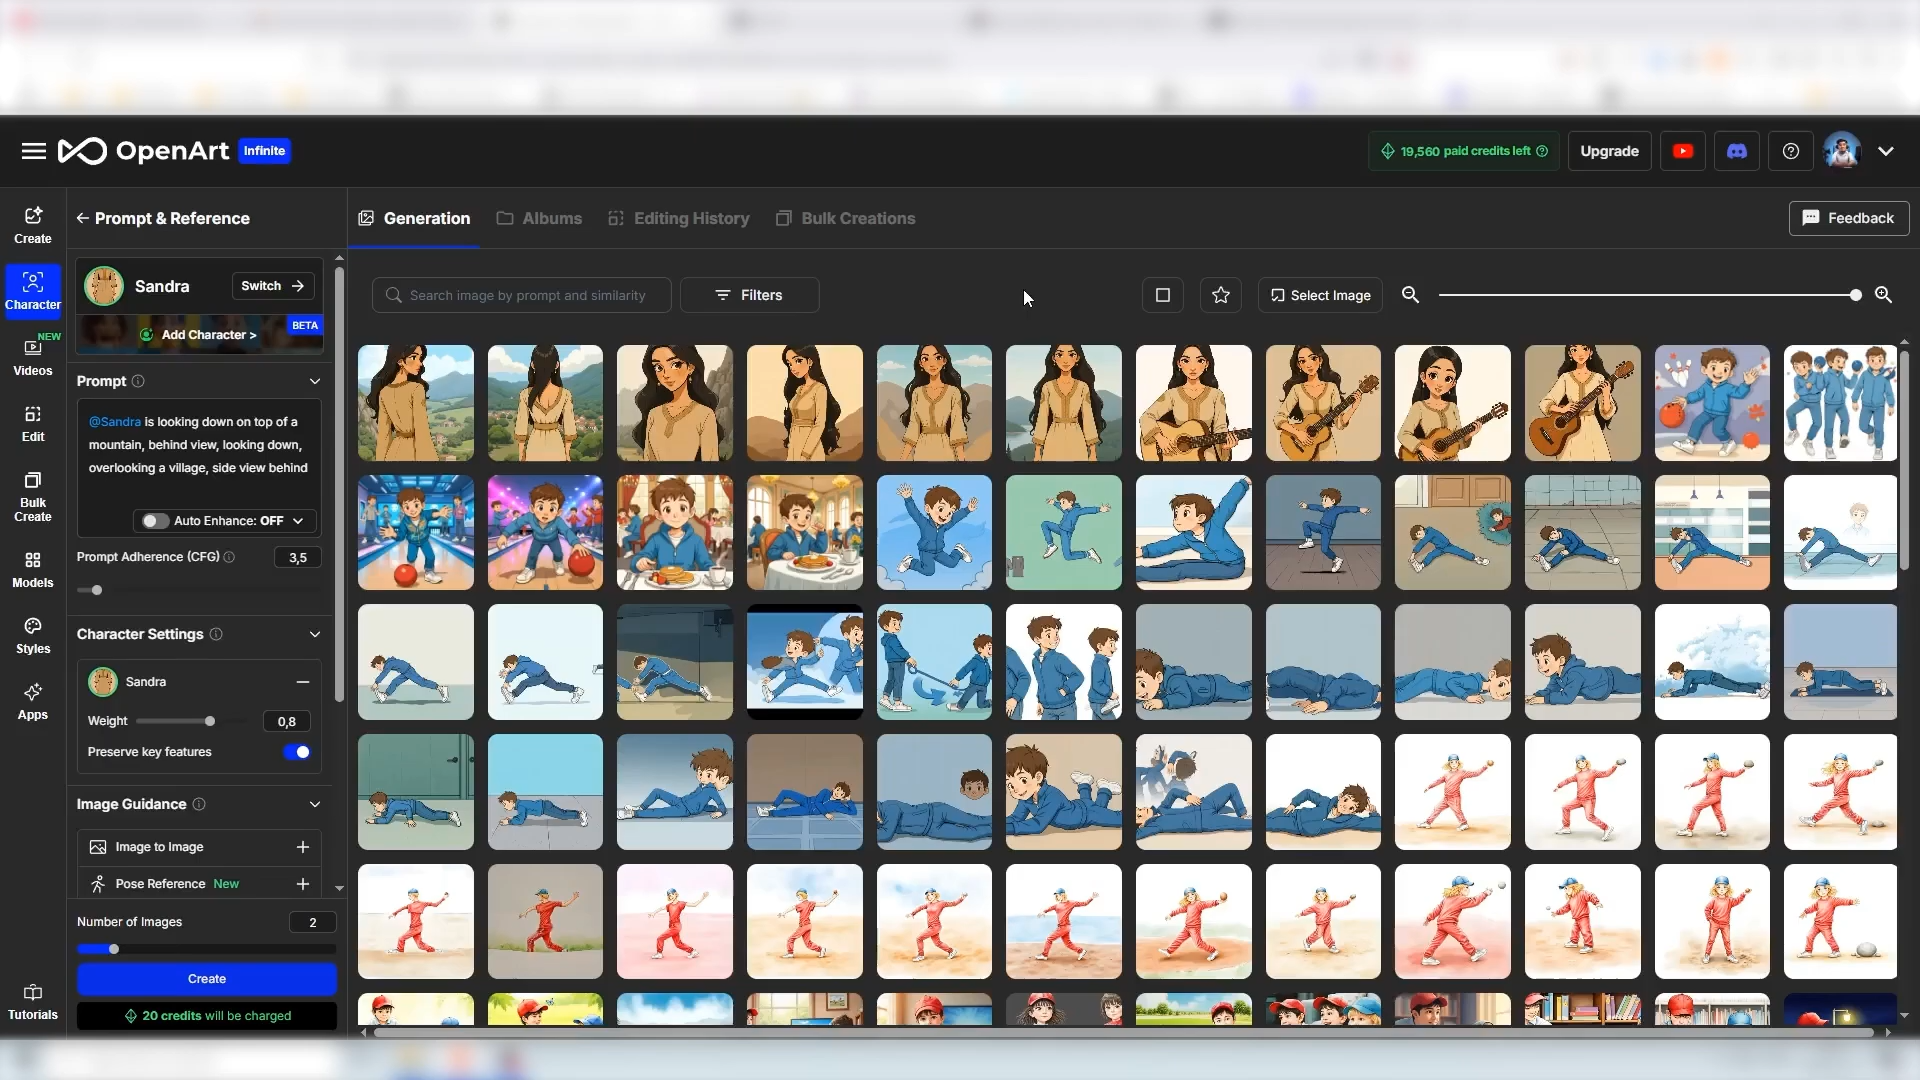 OpenArt
Infinite
19,560 paid credits left
Upgrade
Create
Character
NEW
Videos
Edit
Bulk
Create
Models
Styles
Apps
Tutorials
Prompt & Reference
Sandra
Switch
Add Character >
BETA
Prompt
@Sandra is looking down on top of a
mountain, behind view, looking down,
overlooking a village, side view behind
Auto Enhance: OFF
Prompt Adherence (CFG)
3,5
Character Settings
Sandra
Weight
0,8
Preserve key features
Image Guidance
Image to Image
Pose Reference New
Number of Images
2
Create
20 credits will be charged
Generation
Albums
Editing History
Bulk Creations
Feedback
Search image by prompt and similarity
Filters
Select Image